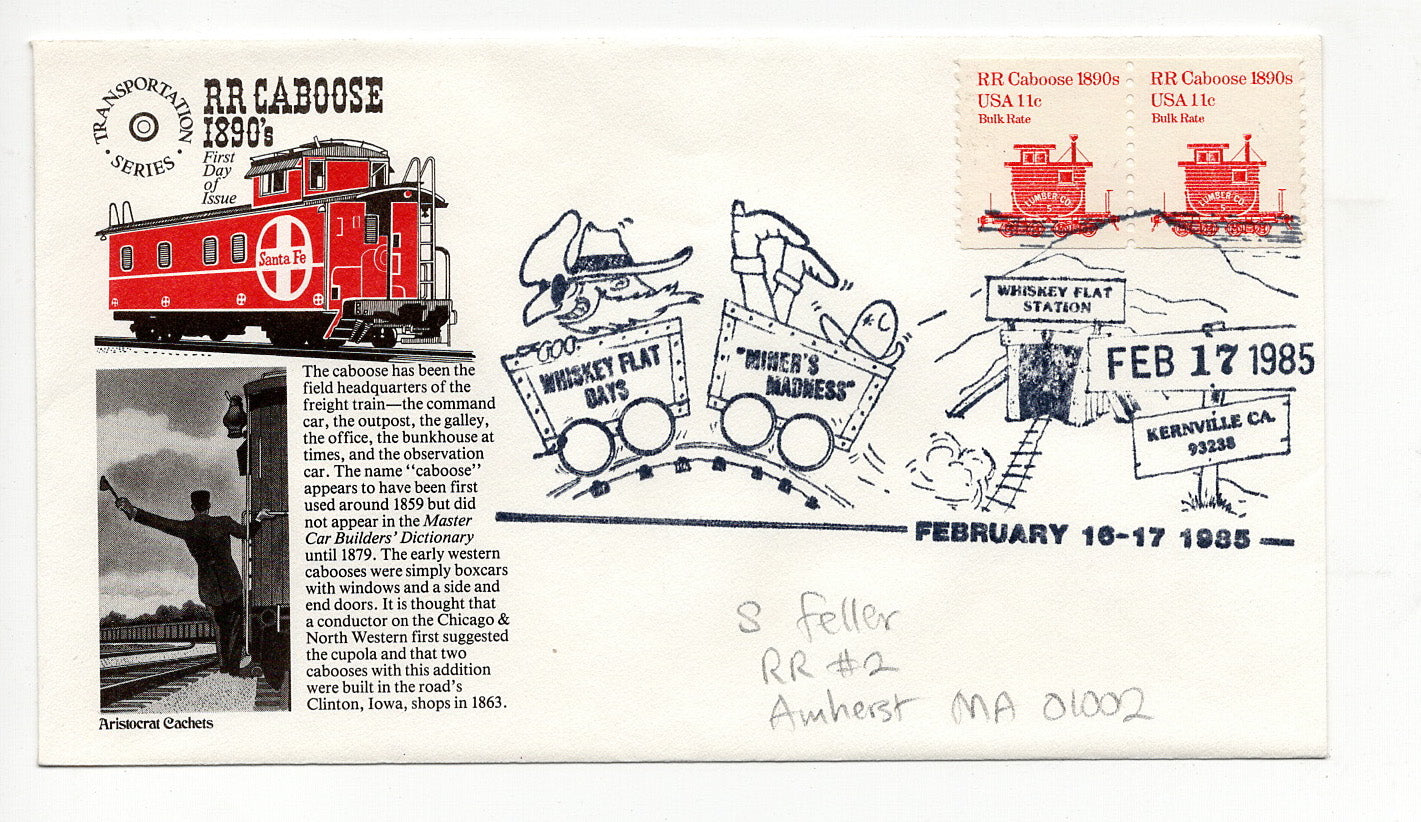 TRANSPORTATION
SERIES
RR CABOOSE
1890's
First
Day
of
Issue
Santa Fe
The caboose has been the
field headquarters of the
freight train—the command
car, the outpost, the galley,
the office, the bunkhouse at
times, and the observation
car. The name "caboose"
appears to have been first
used around 1859 but did
not appear in the Master
Car Builders' Dictionary
until 1879. The early western
cabooses were simply boxcars
with windows and a side and
end doors. It is thought that
a conductor on the Chicago &
North Western first suggested
the cupola and that two
cabooses with this addition
were built in the road's
Clinton, Iowa, shops in 1863.
Aristocrat Cachets
RR Caboose 1890s
USA 11c
Bulk Rate
LUMBER CO.
5
RR Caboose 1890s
USA 11c
Bulk Rate
LUMBER CO.
5
WHISKEY FLAT
DAYS
"MINER'S
MADNESS"
WHISKEY FLAT
STATION
FEB 17 1985
KERNVILLE CA.
93238
FEBRUARY 16-17 1985
S Feller
RR #2
Amherst MA 01002